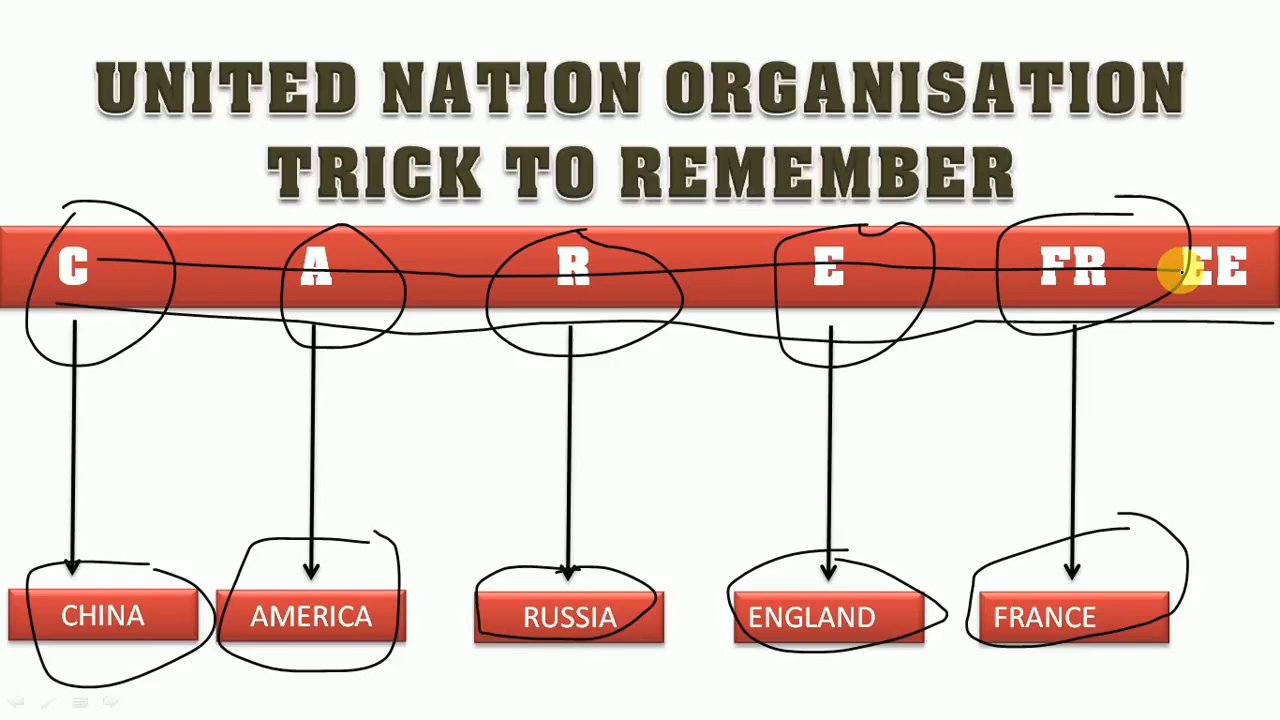 UNITED NATION ORGANISATION
TRICK TO REMEMBER
C A R E FR EE
CHINA AMERICA RUSSIA ENGLAND FRANCE